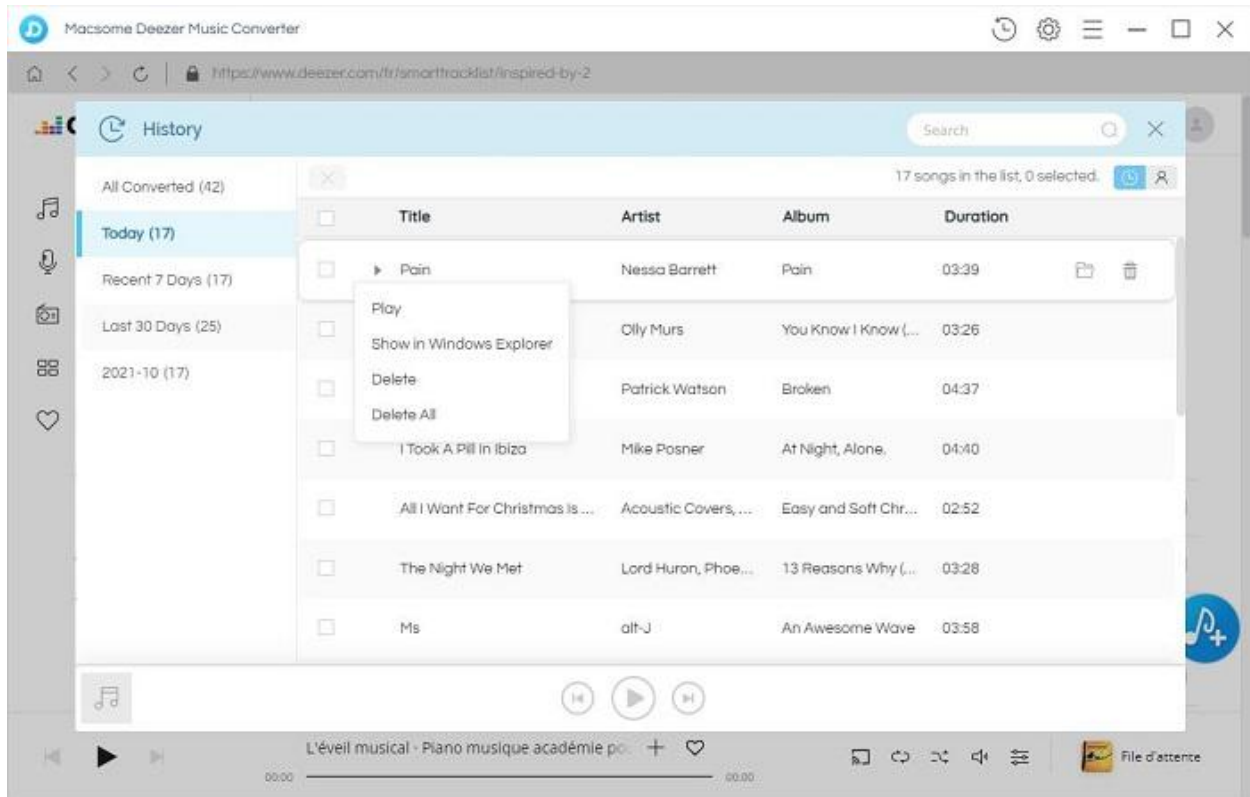 Macsome Deezer Music Converter
https://www.deezer.com/fr/smarttracklist/inspired-by-2
History
Search
All Converted (42)
17 songs in the list, 0 selected.
Today (17)
Title Artist Album Duration
Recent 7 Days (17)
Pain Nessa Barrett Pain 03:39
Last 30 Days (25)
Play
Olly Murs You Know I Know (... 03:26
Show in Windows Explorer
2021-10 (17)
Delete
Patrick Watson Broken 04:37
Delete All
I Took A Pill In Ibiza Mike Posner At Night, Alone. 04:40
All I Want For Christmas Is ... Acoustic Covers, ... Easy and Soft Chr... 02:52
The Night We Met Lord Huron, Phoe... 13 Reasons Why (... 03:28
Ms alt-J An Awesome Wave 03:58
L'éveil musical - Piano musique académie po
00:00 00:00
File d'attente